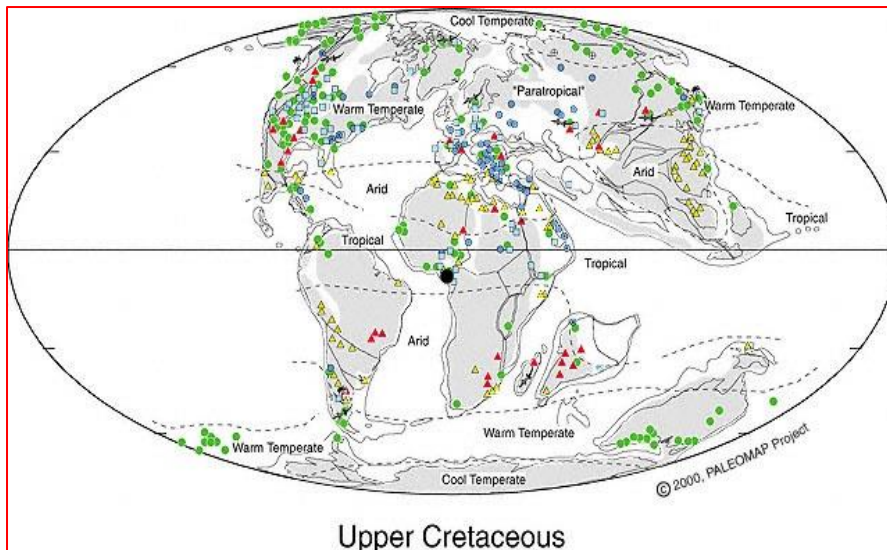 Cool Temperate
"Paratropical"
Warm Temperate
Warm Temperate
Arid
Arid
Tropical
Tropical
Tropical
Arid
Warm Temperate
Warm Temperate
Cool Temperate
© 2000, PALEOMAP Project
Upper Cretaceous